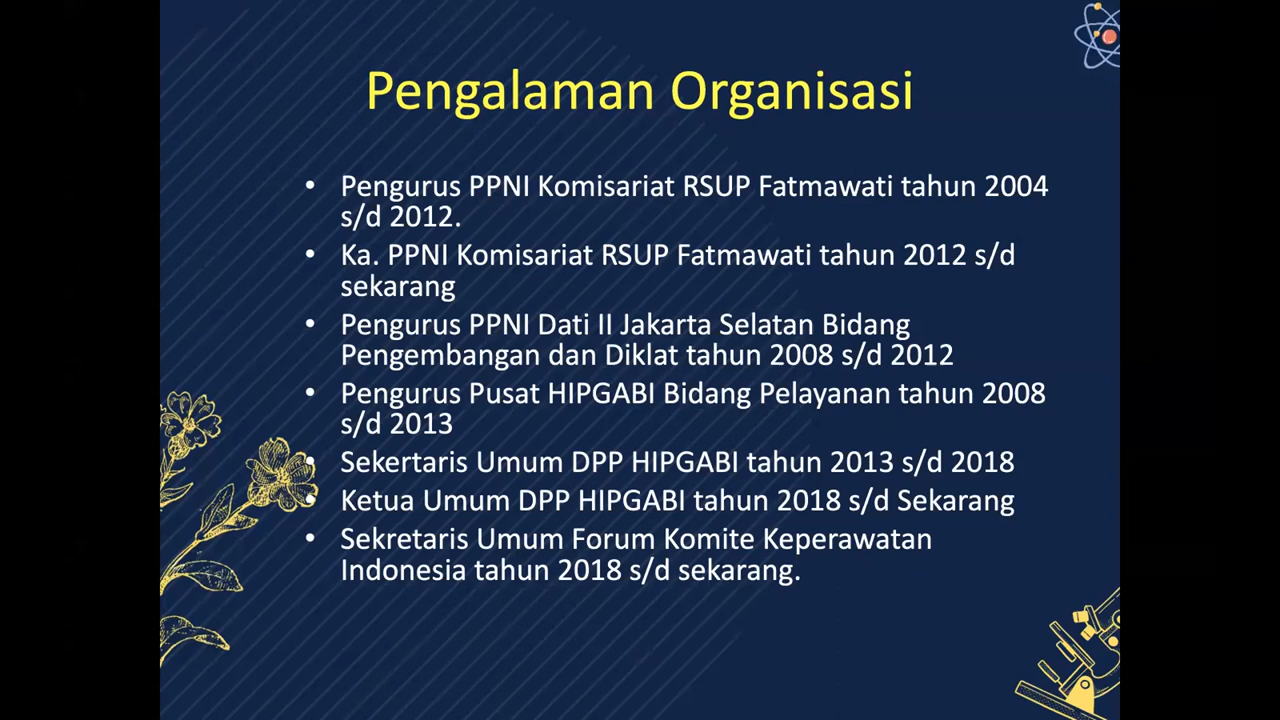 Pengalaman Organisasi
• Pengurus PPNI Komisariat RSUP Fatmawati tahun 2004
s/d 2012.
• Ka. PPNI Komisariat RSUP Fatmawati tahun 2012 s/d
sekarang
• Pengurus PPNI Dati II Jakarta Selatan Bidang
Pengembangan dan Diklat tahun 2008 s/d 2012
• Pengurus Pusat HIPGABI Bidang Pelayanan tahun 2008
s/d 2013
• Sekertaris Umum DPP HIPGABI tahun 2013 s/d 2018
• Ketua Umum DPP HIPGABI tahun 2018 s/d Sekarang
• Sekretaris Umum Forum Komite Keperawatan
Indonesia tahun 2018 s/d sekarang.